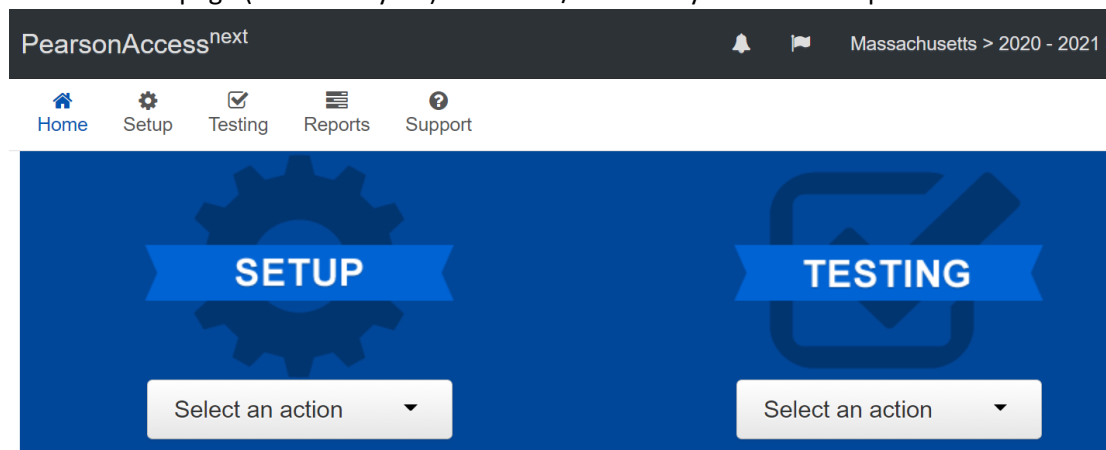 PearsonAccessnext
Massachusetts > 2020 - 2021
Home Setup Testing Reports Support
SETUP
TESTING
Select an action
Select an action